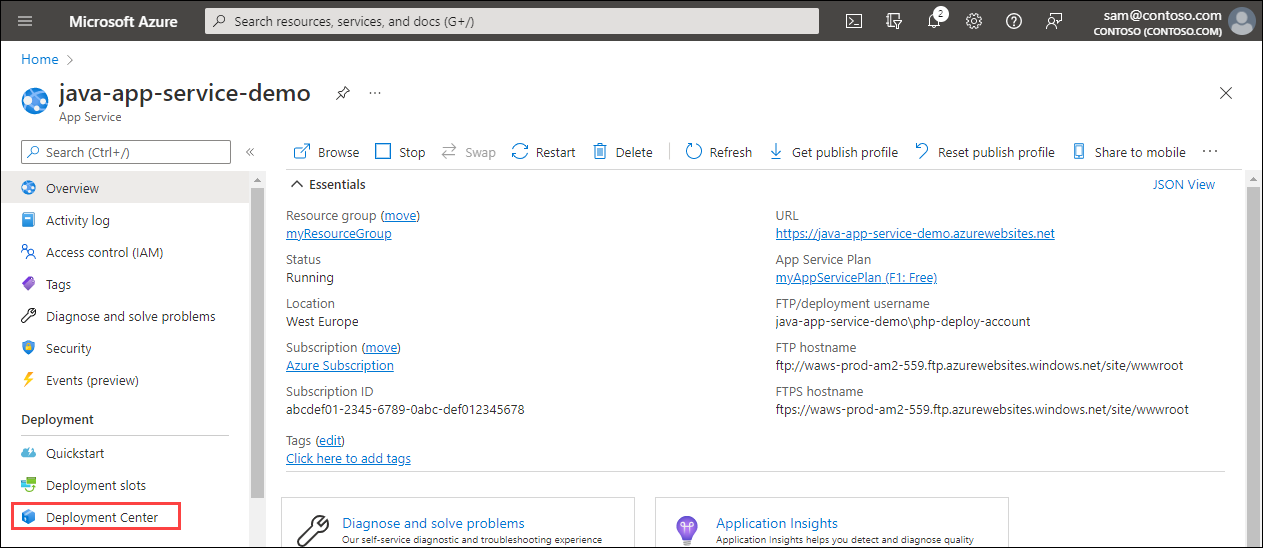 Microsoft Azure
Search resources, services, and docs (G+/)
2
sam@contoso.com
CONTOSO (CONTOSO.COM)
Home
java-app-service-demo
...
App Service
Search (Ctrl+/)
Browse
Stop
Swap
Restart
Delete
Refresh
Get publish profile
Reset publish profile
Share to mobile
...
Overview
Activity log
Access control (IAM)
Tags
Diagnose and solve problems
Security
Events (preview)
Deployment
Quickstart
Deployment slots
Deployment Center
Essentials
JSON View
Resource group (move)
myResourceGroup
Status
Running
Location
West Europe
Subscription (move)
Azure Subscription
Subscription ID
abcdef01-2345-6789-0abc-def012345678
Tags (edit)
Click here to add tags
URL
https://java-app-service-demo.azurewebsites.net
App Service Plan
myAppServicePlan (F1: Free)
FTP/deployment username
java-app-service-demo\php-deploy-account
FTP hostname
ftp://waws-prod-am2-559.ftp.azurewebsites.windows.net/site/wwwroot
FTPS hostname
ftps://waws-prod-am2-559.ftp.azurewebsites.windows.net/site/wwwroot
Diagnose and solve problems
Our self-service diagnostic and troubleshooting experience
Application Insights
Application Insights helps you detect and diagnose quality